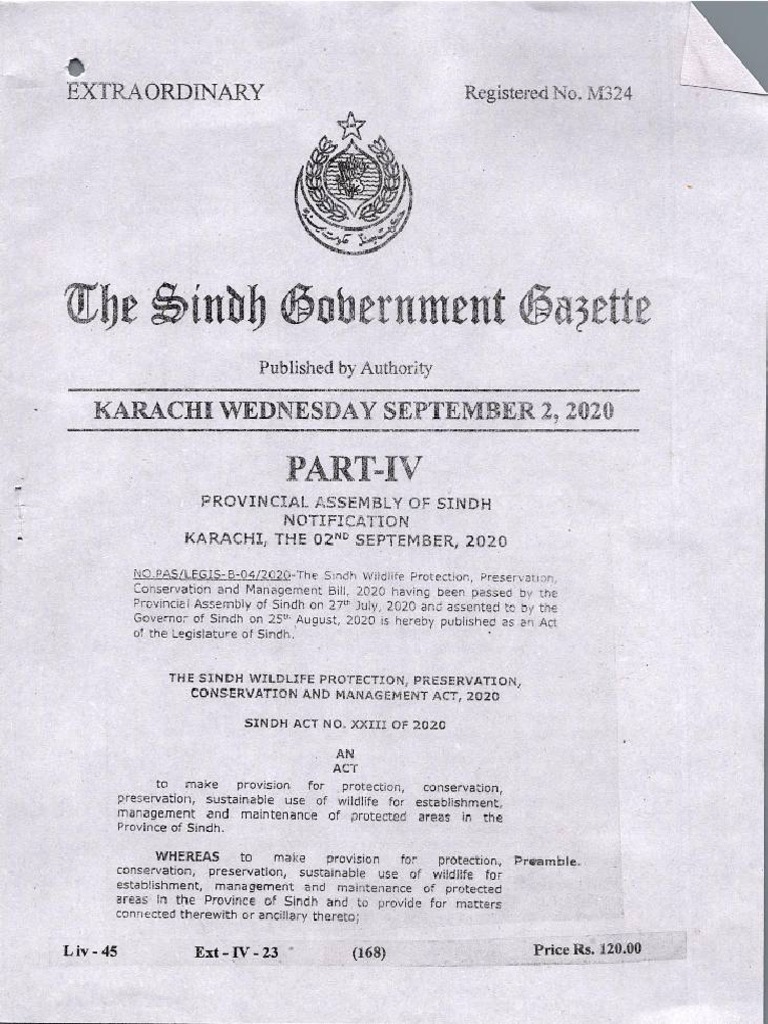 EXTRAORDINARY
Registered No. M324
The Sindh Government Gazette
Published by Authority
KARACHI WEDNESDAY SEPTEMBER 2, 2020
PART-IV
PROVINCIAL ASSEMBLY OF SINDH
NOTIFICATION
KARACHI, THE 02ND SEPTEMBER, 2020
NO.PAS/LEGIS-B-04/2020-The Sindh Wildlife Protection, Preservation,
Conservation and Management Bill, 2020 having been passed by the
Provincial Assembly of Sindh on 27th July, 2020 and assented to by the
Governor of Sindh on 25th August, 2020 is hereby published as an Act
of the Legislature of Sindh.
THE SINDH WILDLIFE PROTECTION, PRESERVATION,
CONSERVATION AND MANAGEMENT ACT, 2020
SINDH ACT NO. XXIII OF 2020
AN
ACT
to make provision for protection, conservation,
preservation, sustainable use of wildlife for establishment,
management and maintenance of protected areas in the
Province of Sindh.
WHEREAS to make provision for protection, Preamble.
conservation, preservation, sustainable use of wildlife for
establishment, management and maintenance of protected
areas in the Province of Sindh and to provide for matters
connected therewith or ancillary thereto;
Liv - 45 Ext - IV - 23 (168) Price Rs. 120.00